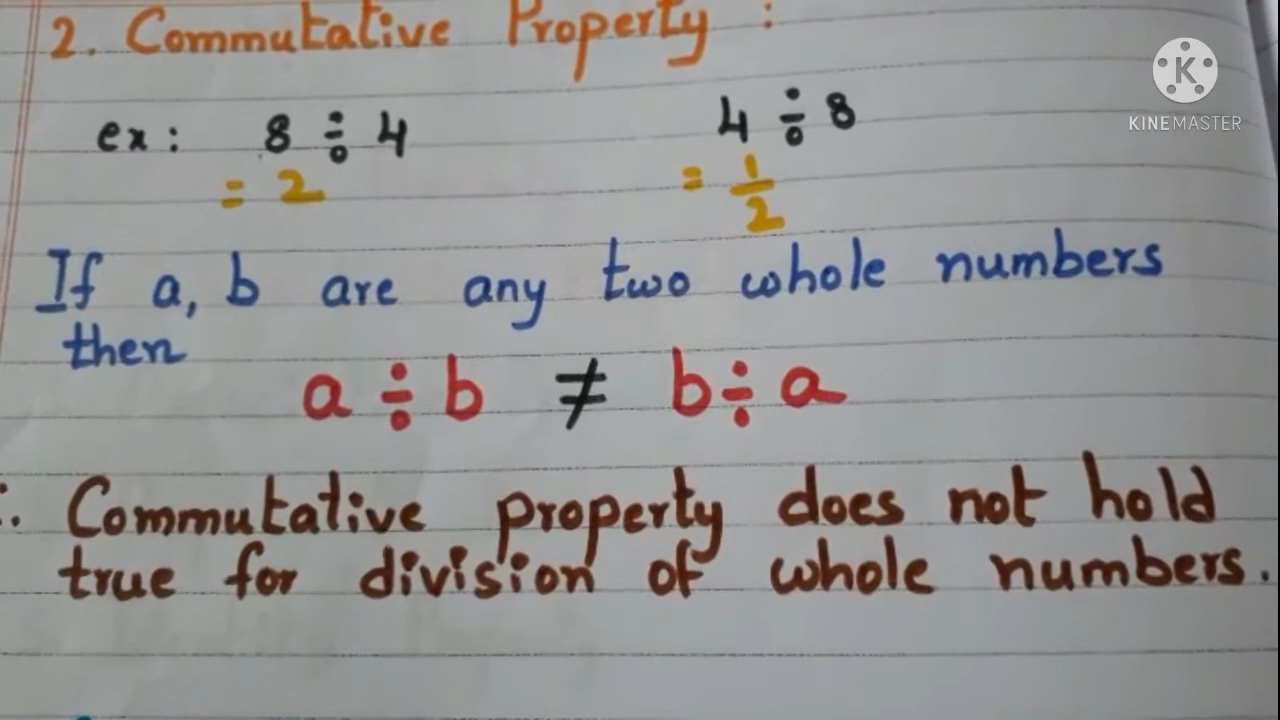 2. Commutative Property :
ex : 8 ÷ 4 4 ÷ 8
= 2 = 1/2
If a, b are any two whole numbers
then
a ÷ b ≠ b ÷ a
∴ Commutative property does not hold
true for division of whole numbers.
K
KINEMASTER